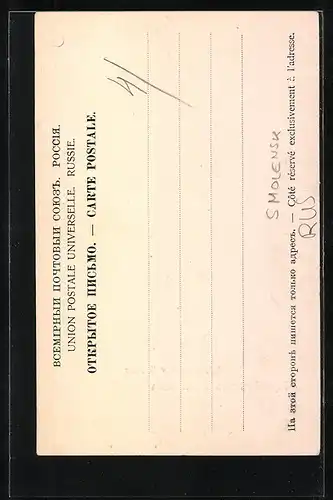 ВСЕМІРНЫЙ ПОЧТОВЫЙ СОЮЗЪ. РОССІЯ.
UNION POSTALE UNIVERSELLE. RUSSIE.
ОТКРЫТОЕ ПИСЬМО. — CARTE POSTALE.
SMOLENSK
RUS
На этой сторонѣ пишется только адресъ. — Côté réservé exclusivement à l'adresse.